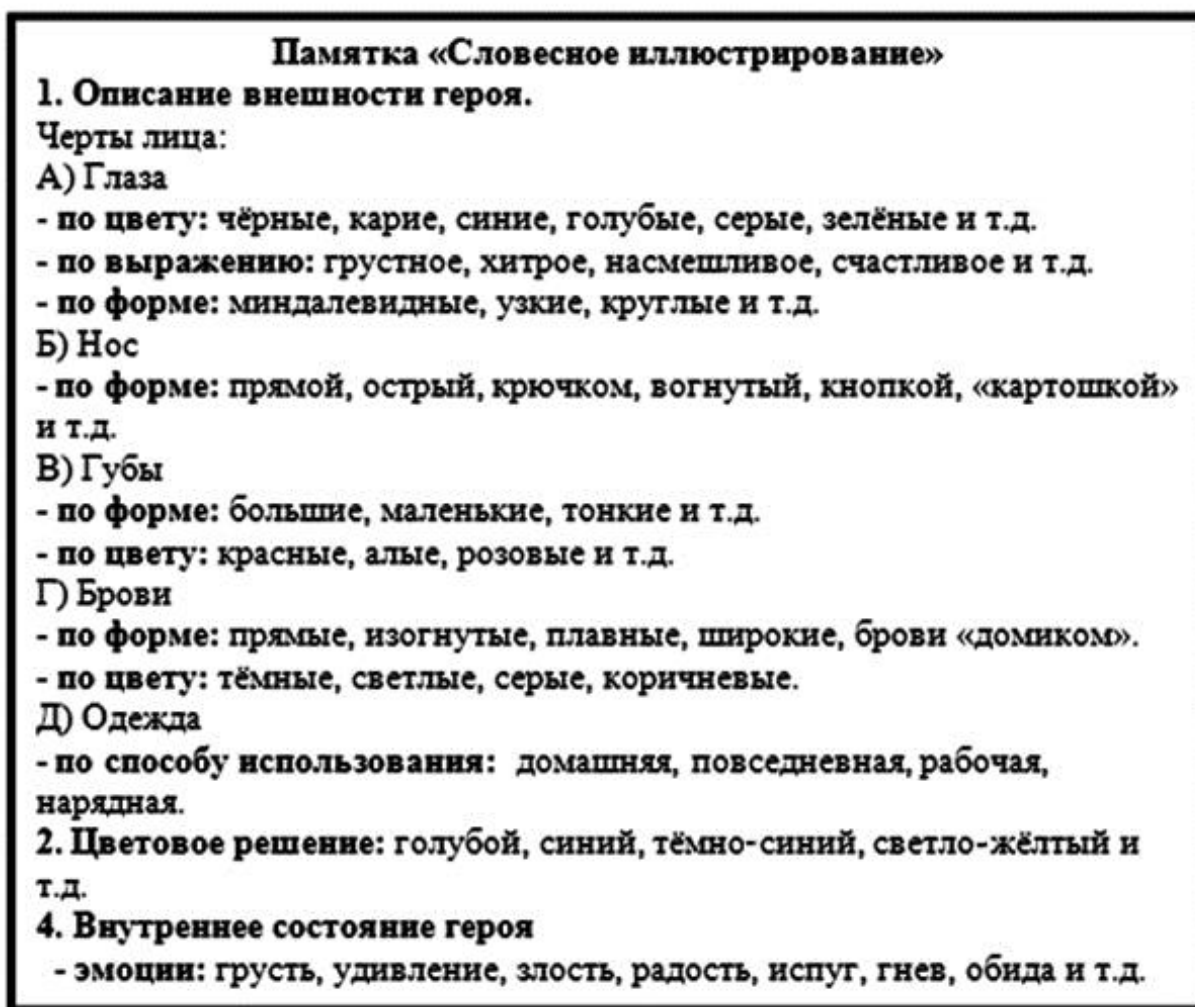 Памятка «Словесное иллюстрирование»
1. Описание внешности героя.
Черты лица:
А) Глаза
- по цвету: чёрные, карие, синие, голубые, серые, зелёные и т.д.
- по выражению: грустное, хитрое, насмешливое, счастливое и т.д.
- по форме: миндалевидные, узкие, круглые и т.д.
Б) Нос
- по форме: прямой, острый, крючком, вогнутый, кнопкой, «картошкой»
и т.д.
В) Губы
- по форме: большие, маленькие, тонкие и т.д.
- по цвету: красные, алые, розовые и т.д.
Г) Брови
- по форме: прямые, изогнутые, плавные, широкие, брови «домиком».
- по цвету: тёмные, светлые, серые, коричневые.
Д) Одежда
- по способу использования: домашняя, повседневная, рабочая,
нарядная.
2. Цветовое решение: голубой, синий, тёмно-синий, светло-жёлтый и
т.д.
4. Внутреннее состояние героя
- эмоции: грусть, удивление, злость, радость, испуг, гнев, обида и т.д.